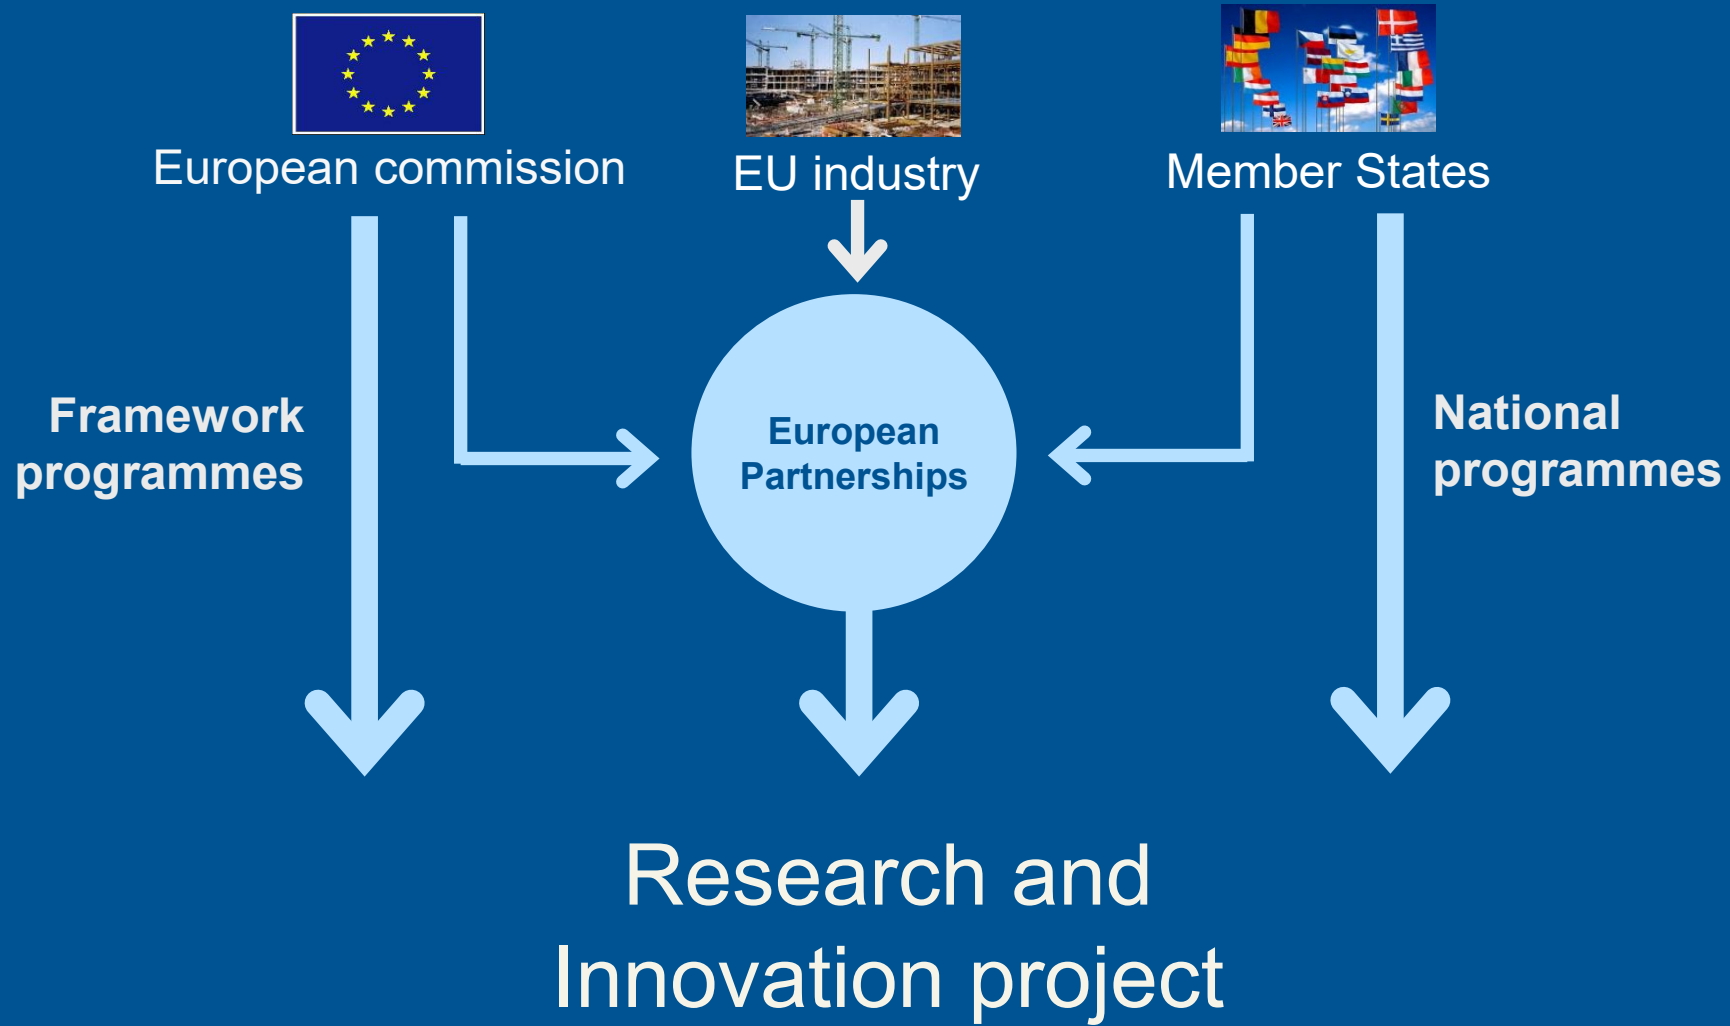 European commission
EU industry
Member States
Framework
programmes
European
Partnerships
National
programmes
Research and
Innovation project